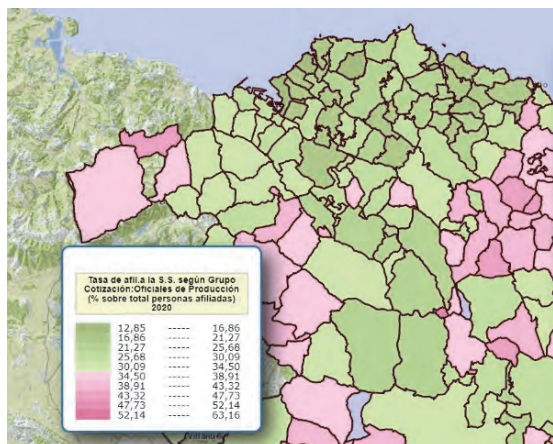 Tasa de afil.a la S.S. según Grupo
Cotización:Oficiales de Producción
(% sobre total personas afiliadas)
2020
12,85 ----- 16,86
16,86 ----- 21,27
21,27 ----- 25,68
25,68 ----- 30,09
30,09 ----- 34,50
34,50 ----- 38,91
38,91 ----- 43,32
43,32 ----- 47,73
47,73 ----- 52,14
52,14 ----- 63,16